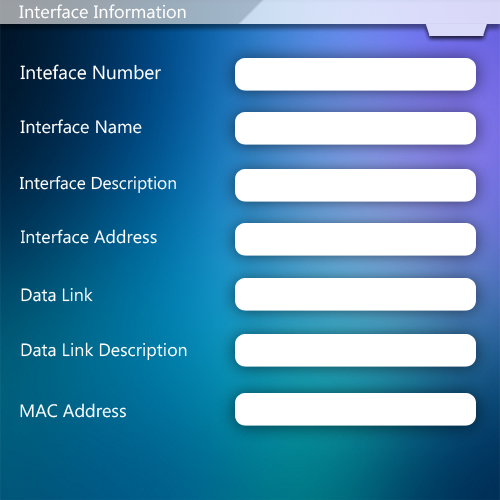 Interface Information
Inteface Number
Interface Name
Interface Description
Interface Address
Data Link
Data Link Description
MAC Address